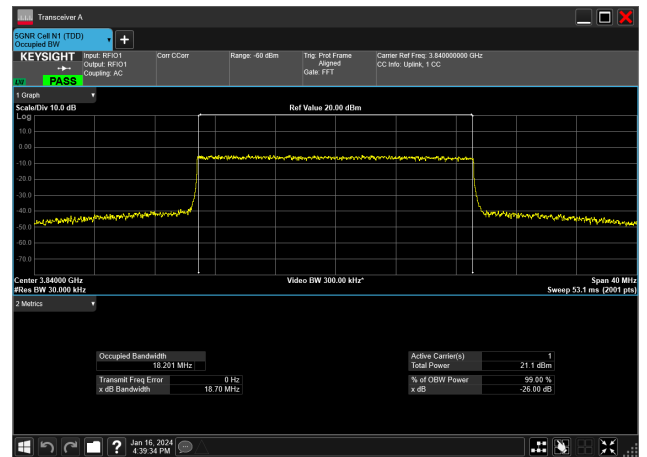 Transceiver A
5GNR Cell N1 (TDD)
Occupied BW
KEYSIGHT
LXI
PASS
Input: RFIO1
Output: RFIO1
Coupling: AC
Corr CCorr
Range: -60 dBm
Trig: Prot Frame
Aligned
Gate: FFT
Carrier Ref Freq: 3.840000000 GHz
CC Info: Uplink, 1 CC
1 Graph
Scale/Div 10.0 dB
Ref Value 20.00 dBm
Log
10.0
0.00
-10.0
-20.0
-30.0
-40.0
-50.0
-60.0
-70.0
Center 3.84000 GHz
Video BW 300.00 kHz*
Span 40 MHz
#Res BW 30.000 kHz
Sweep 53.1 ms (2001 pts)
2 Metrics
Occupied Bandwidth
18.201 MHz
Transmit Freq Error 0 Hz
x dB Bandwidth 18.70 MHz
Active Carrier(s) 1
Total Power 21.1 dBm
% of OBW Power 99.00 %
x dB -26.00 dB
?
Jan 16, 2024
4:39:34 PM